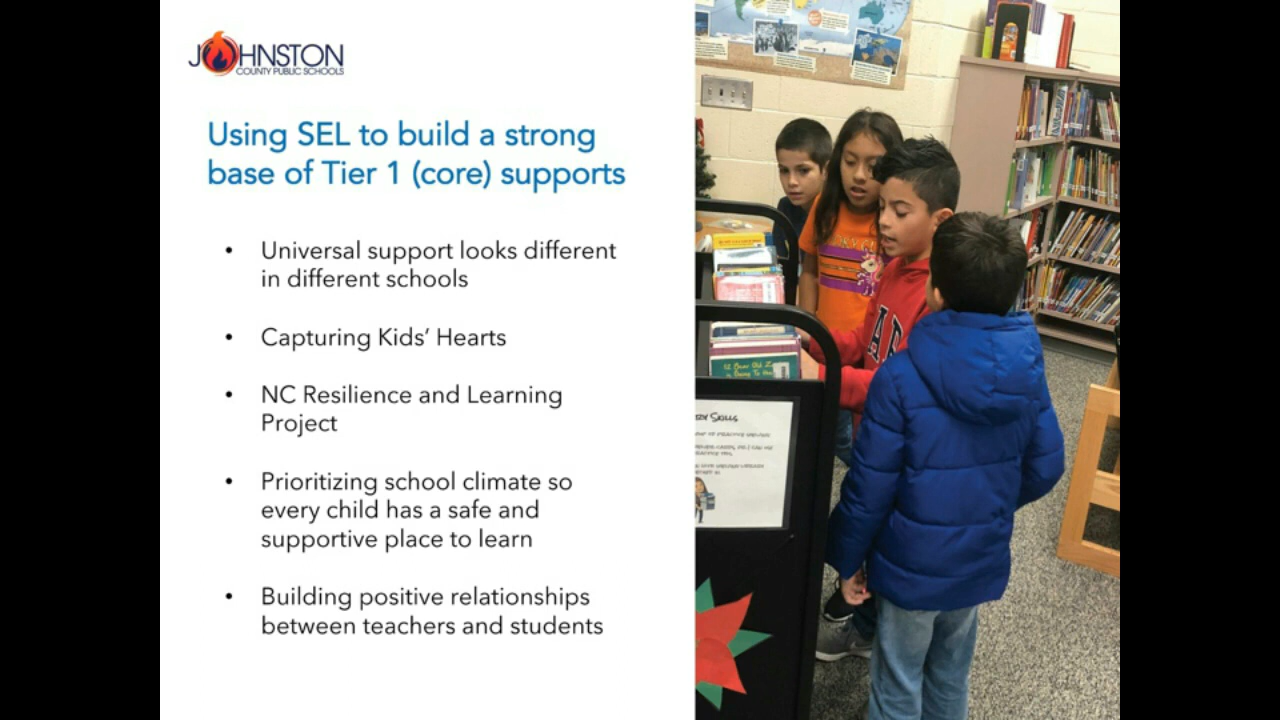 JOHNSTON
COUNTY PUBLIC SCHOOLS
Using SEL to build a strong
base of Tier 1 (core) supports
• Universal support looks different
in different schools
• Capturing Kids' Hearts
• NC Resilience and Learning
Project
• Prioritizing school climate so
every child has a safe and
supportive place to learn
• Building positive relationships
between teachers and students
Skills